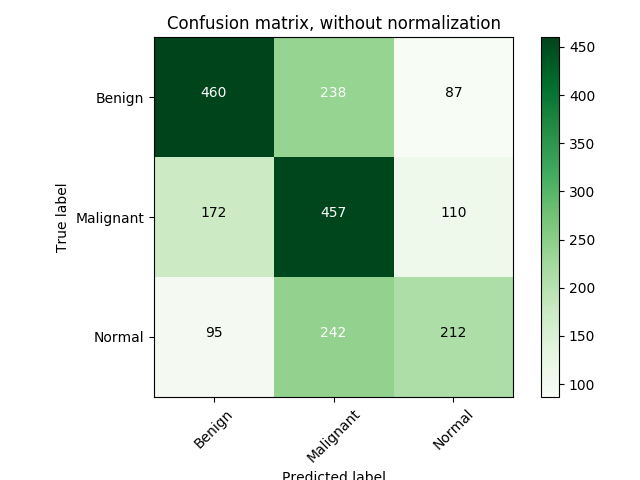 Confusion matrix, without normalization
Benign 460 238 87
Malignant 172 457 110
Normal 95 242 212
True label
Benign Malignant Normal
Predicted label
450
400
350
300
250
200
150
100